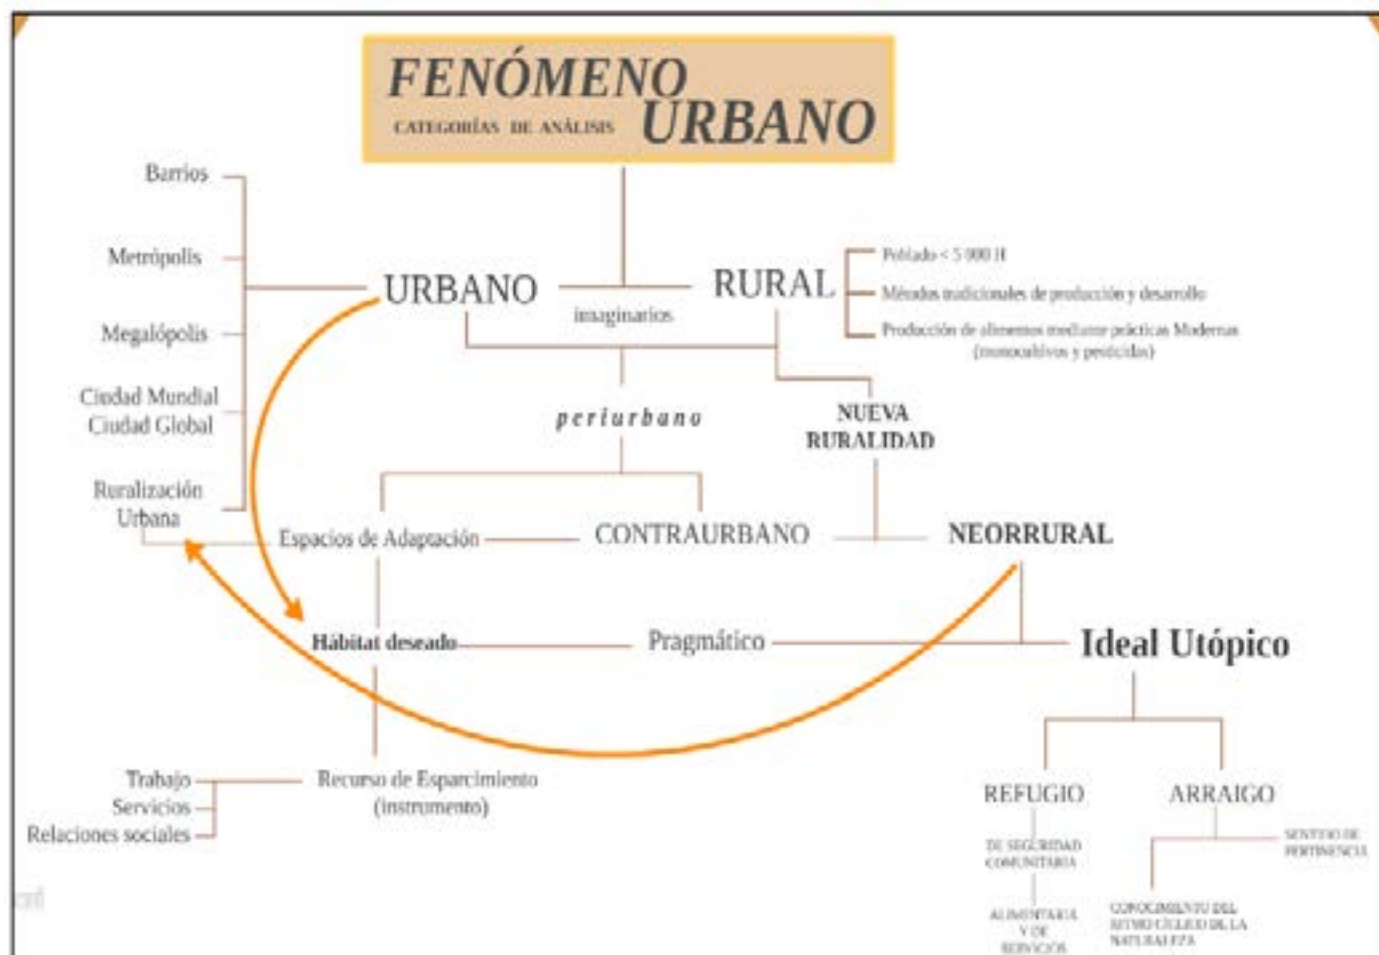 FENÓMENO
URBANO
CATEGORÍAS DE ANÁLISIS
Barrios
Metrópolis
Megalópolis
Ciudad Mundial
Ciudad Global
Ruralización
Urbana
URBANO
imaginarios
RURAL
Poblado < 5 000 H
Métodos tradicionales de producción y desarrollo
Producción de alimentos mediante prácticas Modernas
(monocultivos y pesticidas)
periurbano
NUEVA
RURALIDAD
Espacios de Adaptación
CONTRAURBANO
NEORRURAL
Hábitat deseado
Pragmático
Ideal Utópico
Trabajo
Servicios
Relaciones sociales
Recurso de Esparcimiento
(instrumento)
REFUGIO
DE SEGURIDAD
COMUNITARIA
ALIMENTARIA
Y DE
SERVICIOS
ARRAIGO
SENTIDO DE
PERTINENCIA
CONOCIMIENTO DEL
RITMO CÍCLICO DE LA
NATURALEZA